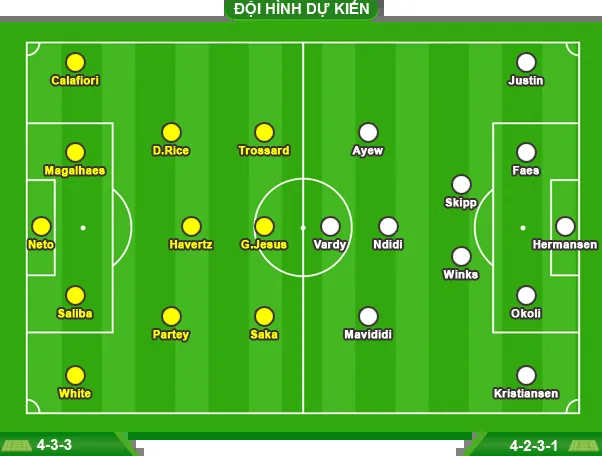 ĐỘI HÌNH DỰ KIẾN
Calafiori
Justin
D.Rice
Trossard
Ayew
Magalhaes
Faes
Skipp
Neto
Havertz
G.Jesus
Vardy
Ndidi
Hermansen
Winks
Saliba
Okoli
Partey
Saka
Mavididi
White
Kristiansen
4-3-3
4-2-3-1